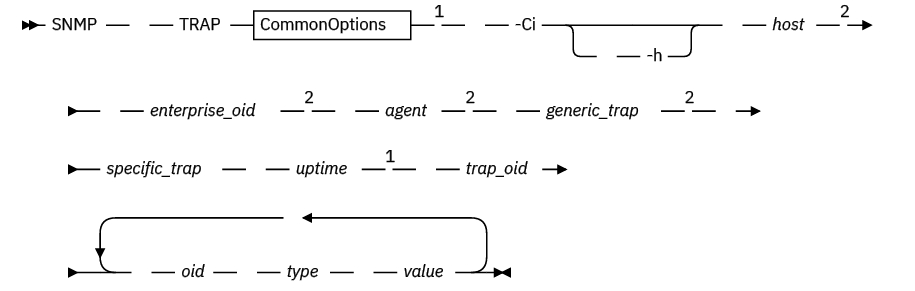 SNMP TRAP CommonOptions 1 -Ci -h host 2
enterprise_oid 2 agent 2 generic_trap 2
specific_trap uptime 1 trap_oid
oid type value